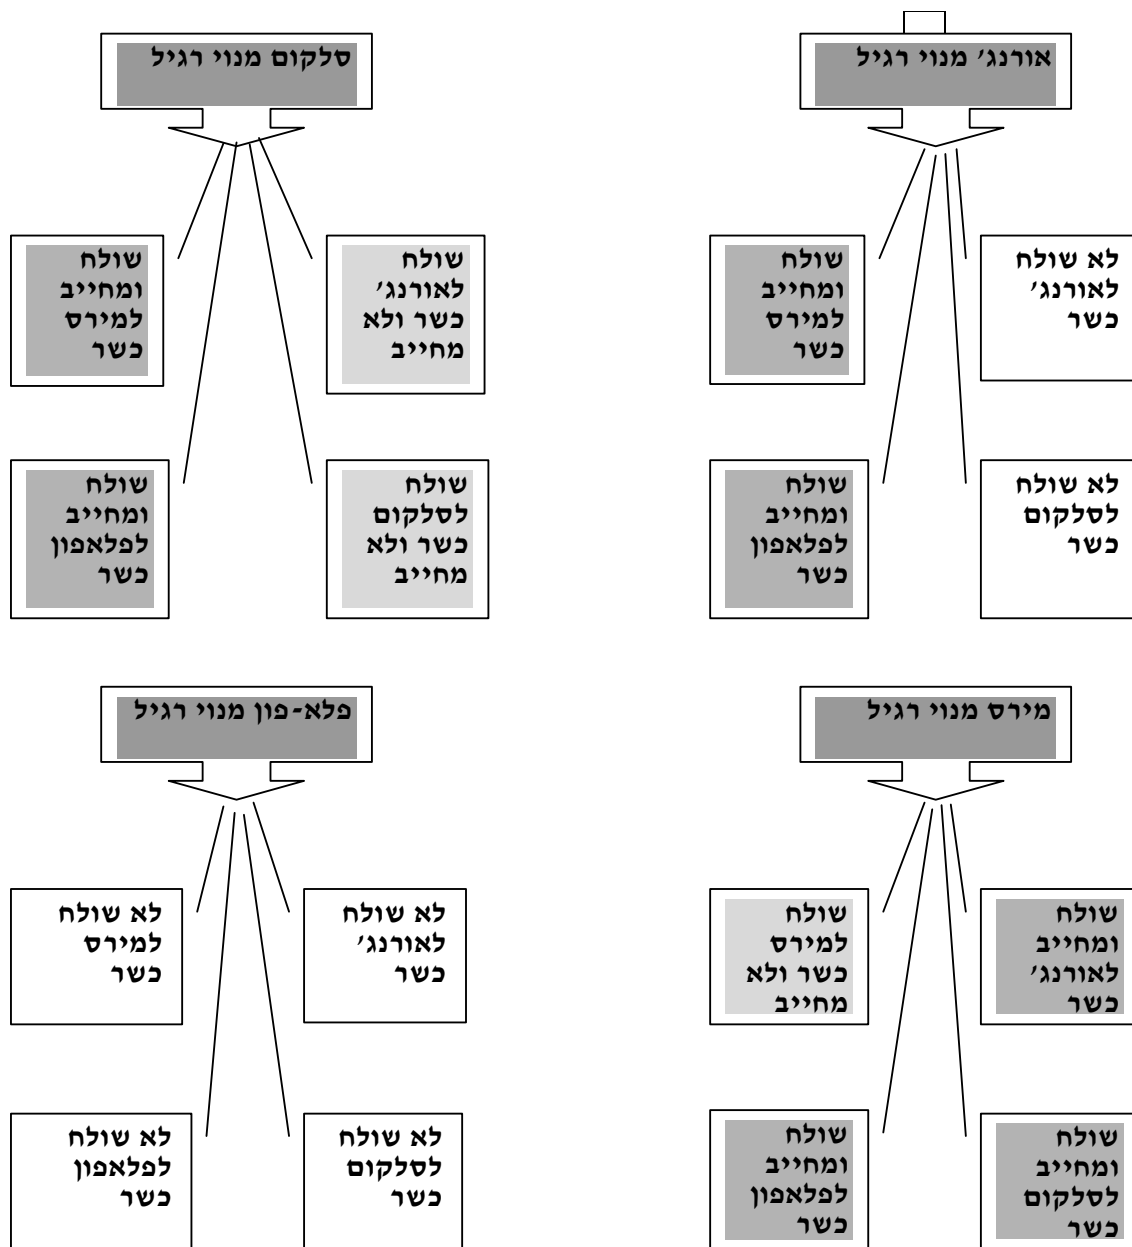 אורנג׳ מנוי רגיל
לא שולח
לאורנג׳
כשר
שולח
ומחייב
למירס
כשר
לא שולח
לסלקום
כשר
שולח
ומחייב
לפלאפון
כשר
סלקום מנוי רגיל
שולח
לאורנג׳
כשר ולא
מחייב
שולח
ומחייב
למירס
כשר
שולח
לסלקום
כשר ולא
מחייב
שולח
ומחייב
לפלאפון
כשר
מירס מנוי רגיל
שולח
ומחייב
לאורנג׳
כשר
שולח
למירס
כשר ולא
מחייב
שולח
ומחייב
לסלקום
כשר
שולח
ומחייב
לפלאפון
כשר
פלא-פון מנוי רגיל
לא שולח
לאורנג׳
כשר
לא שולח
למירס
כשר
לא שולח
לסלקום
כשר
לא שולח
לפלאפון
כשר